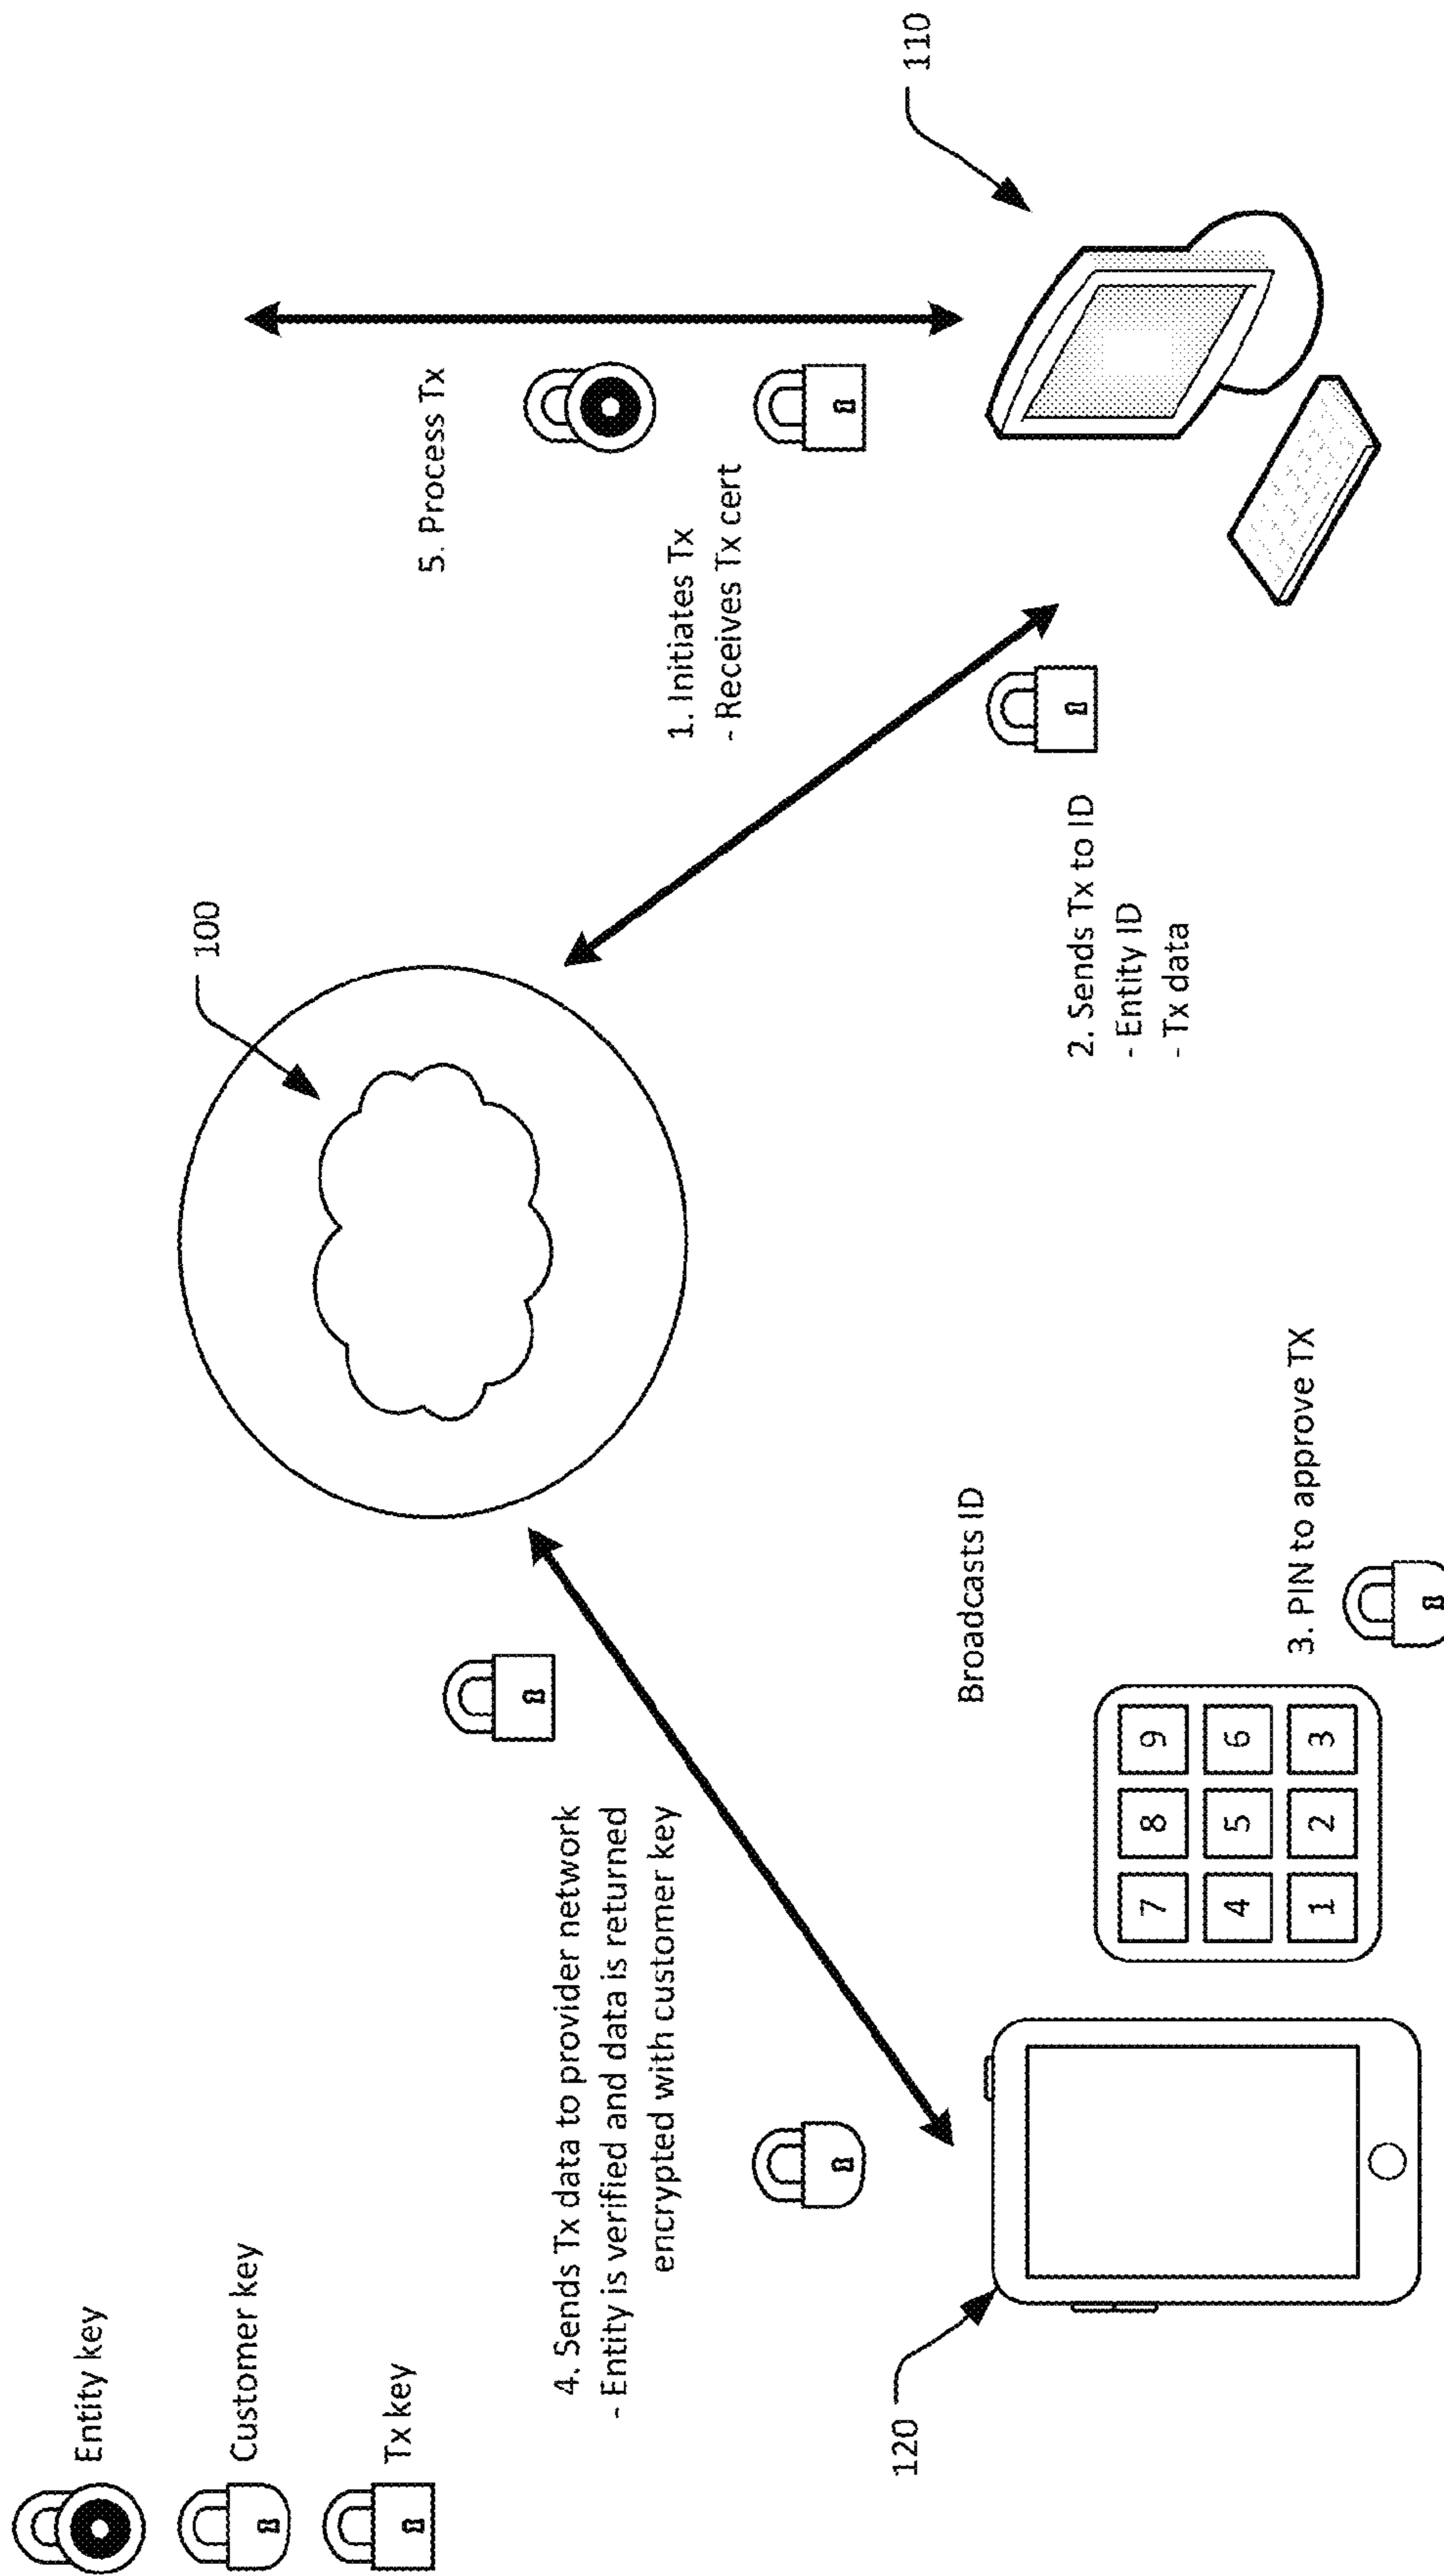 Entity key
Customer key
Tx key
4. Sends Tx data to provider network
- Entity is verified and data is returned
encrypted with customer key
120
7 8 9
4 5 6
1 2 3
Broadcasts ID
3. PIN to approve TX
100
5. Process Tx
1. Initiates Tx
- Receives Tx cert
2. Sends Tx to ID
- Entity ID
- Tx data
110